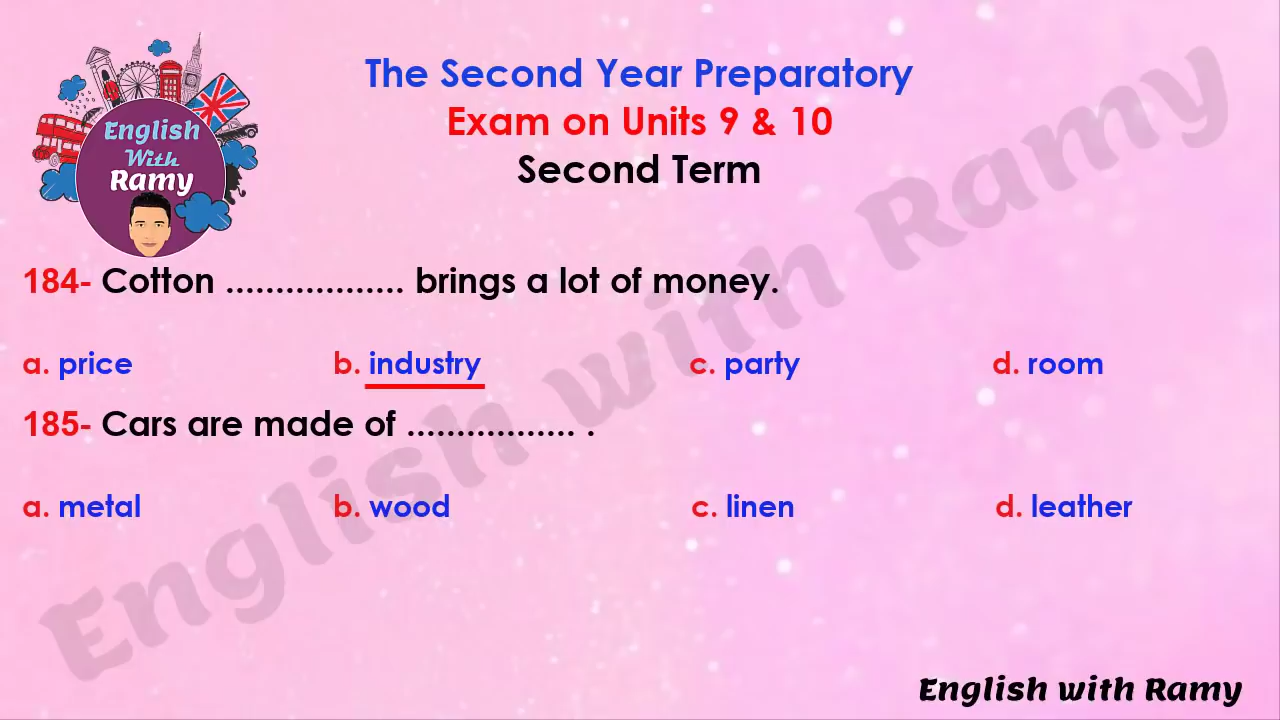 English
With
Ramy
The Second Year Preparatory
Exam on Units 9 & 10
Second Term
184- Cotton .................. brings a lot of money.
a. price b. industry c. party d. room
185- Cars are made of ................. .
a. metal b. wood c. linen d. leather
English with Ramy
English with Ramy